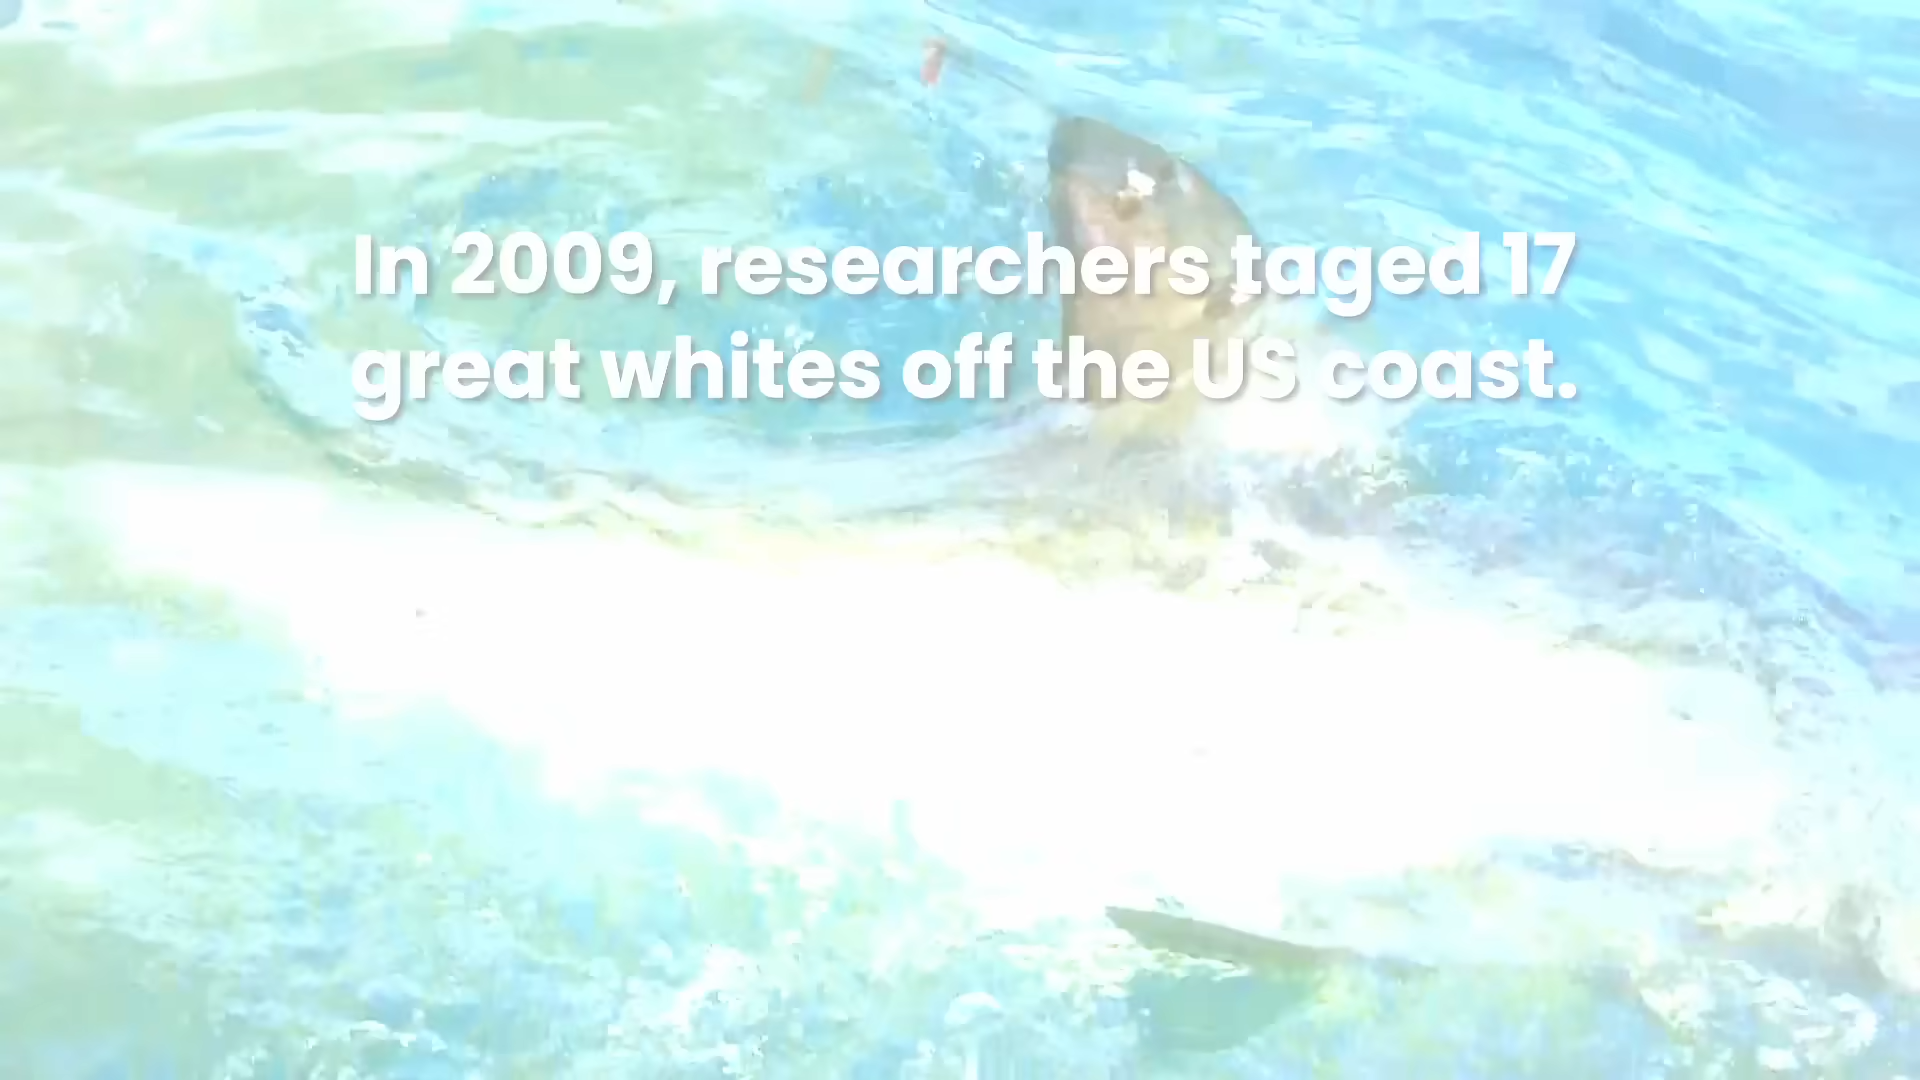 In 2009, researchers taged 17
great whites off the US coast.